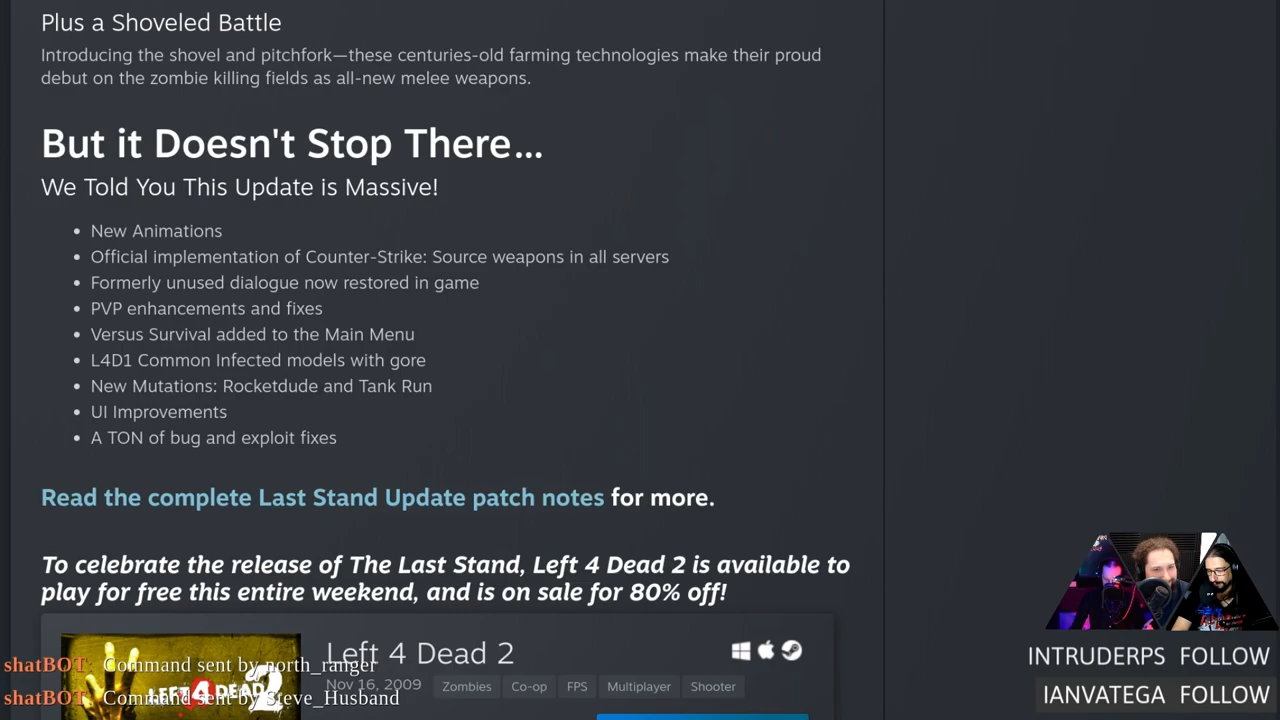 Plus a Shoveled Battle
Introducing the shovel and pitchfork—these centuries-old farming technologies make their proud
debut on the zombie killing fields as all-new melee weapons.
But it Doesn't Stop There...
We Told You This Update is Massive!
• New Animations
• Official implementation of Counter-Strike: Source weapons in all servers
• Formerly unused dialogue now restored in game
• PVP enhancements and fixes
• Versus Survival added to the Main Menu
• L4D1 Common Infected models with gore
• New Mutations: Rocketdude and Tank Run
• UI Improvements
• A TON of bug and exploit fixes
Read the complete Last Stand Update patch notes for more.
To celebrate the release of The Last Stand, Left 4 Dead 2 is available to
play for free this entire weekend, and is on sale for 80% off!
Left 4 Dead 2
Nov 16, 2009 Zombies Co-op FPS Multiplayer Shooter
LEFT 4 DEAD 2
shatBOT: Command sent by north_ranger
shatBOT: Command sent by Steve_Husband
INTRUDERPS FOLLOW
IANVATEGA FOLLOW